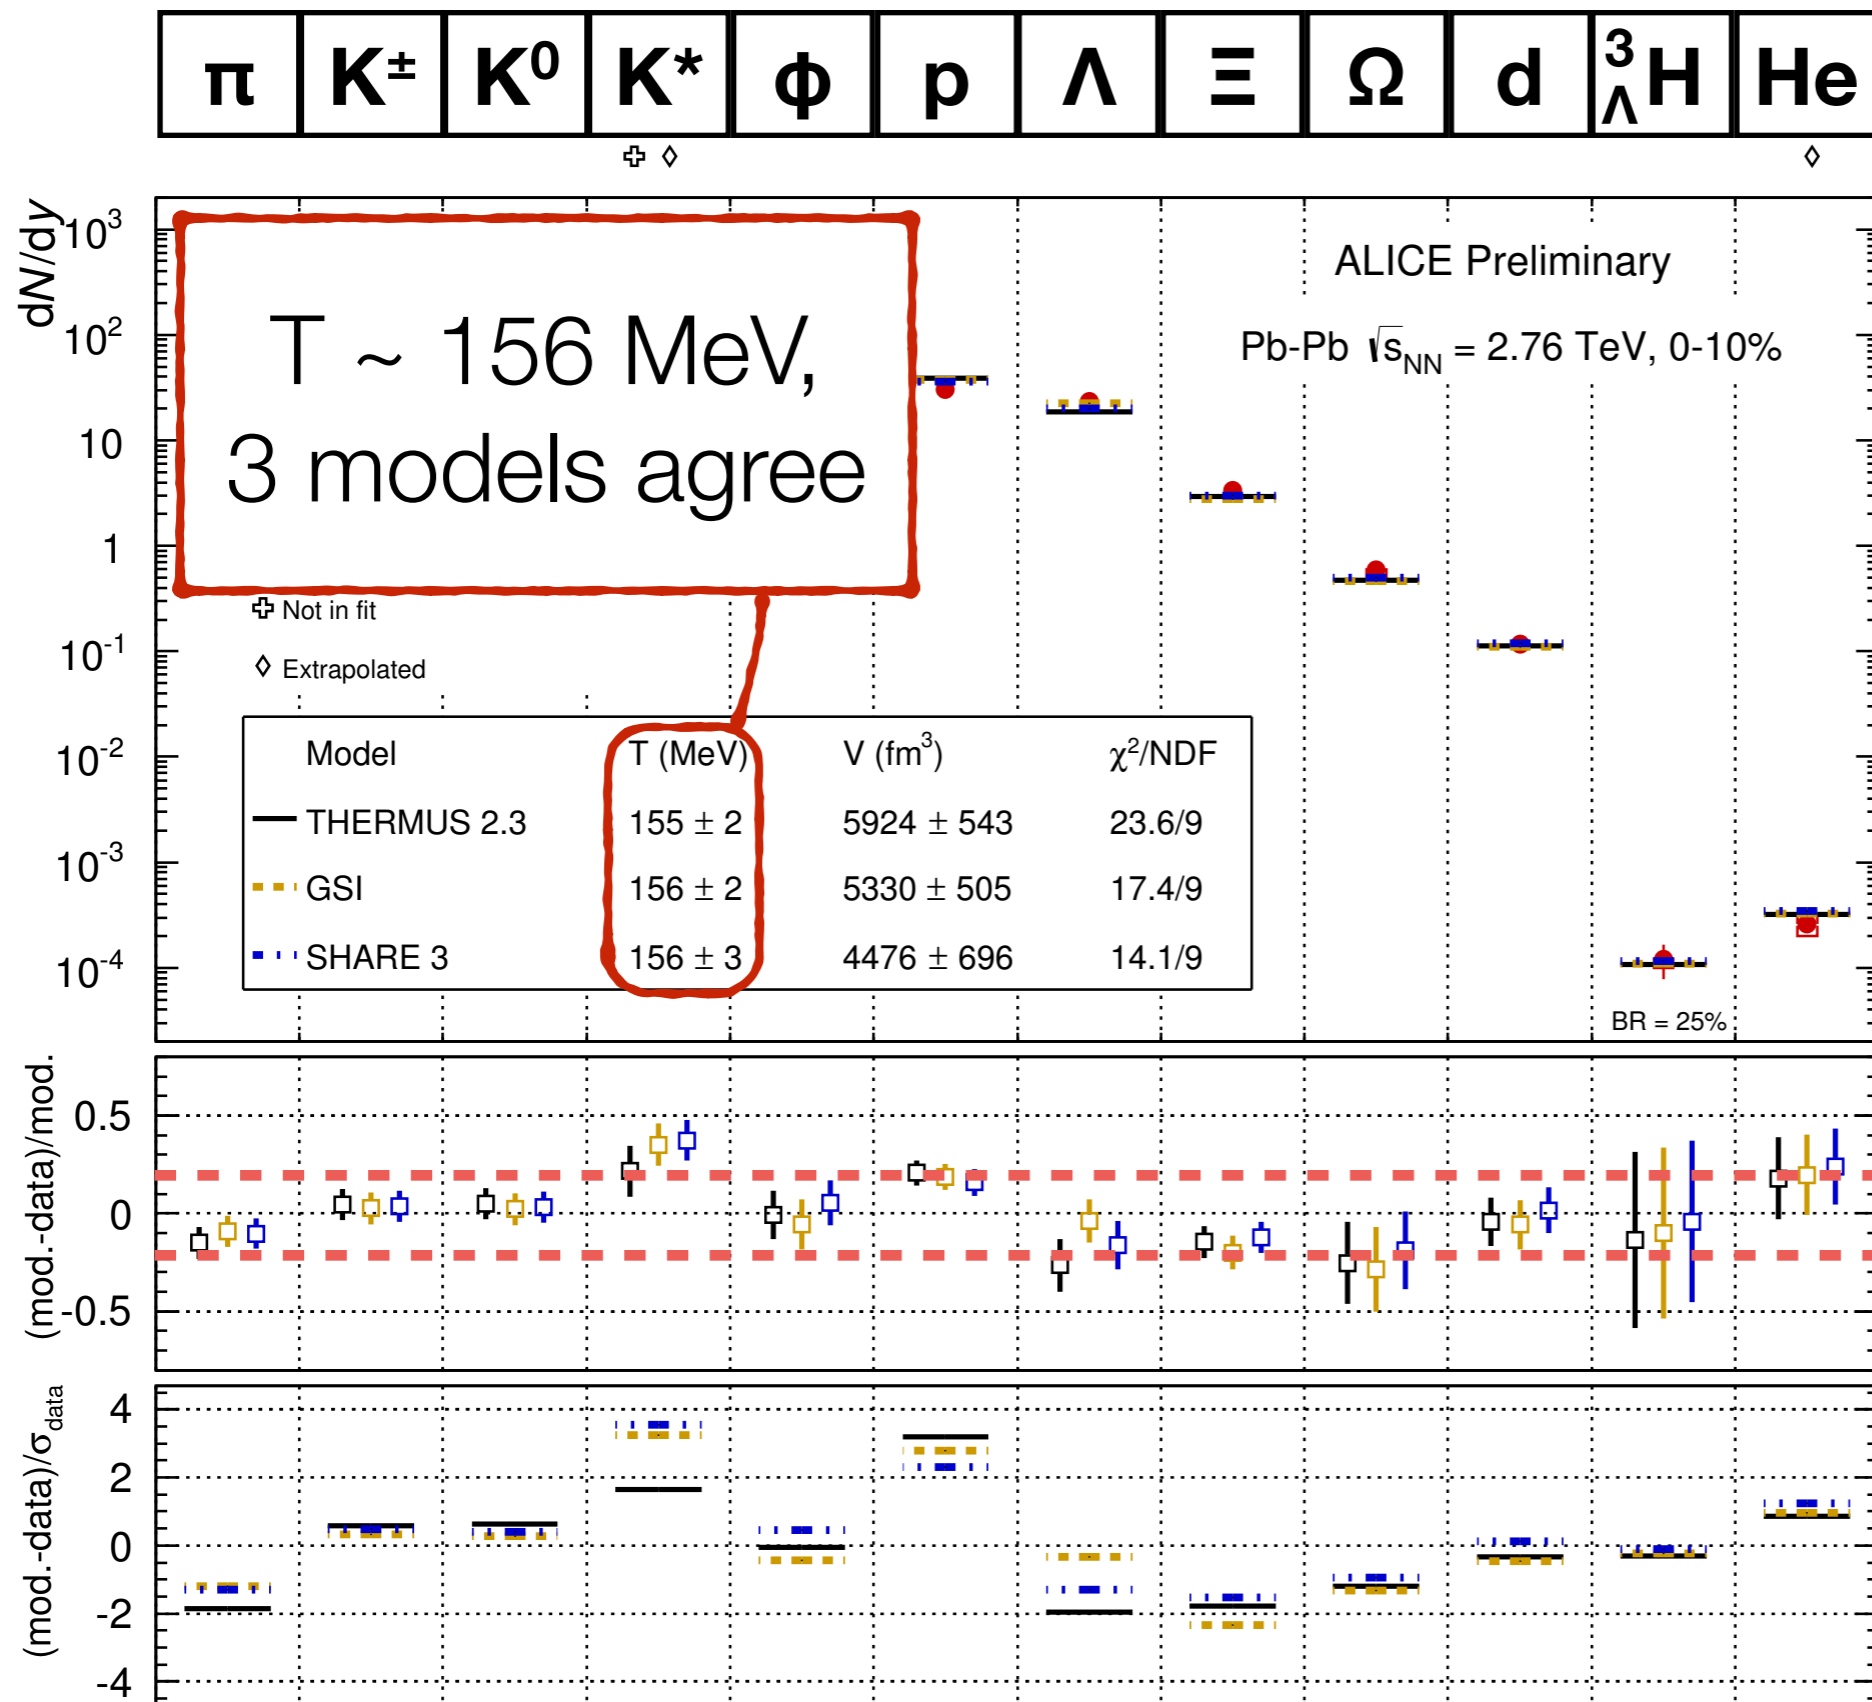 π K± K⁰ K* ϕ p Λ Ξ Ω d ³ΛH He
dN/dy
10³
10²
10
1
10⁻¹
10⁻²
10⁻³
10⁻⁴
T ~ 156 MeV,
3 models agree
ALICE Preliminary
Pb-Pb √sNN = 2.76 TeV, 0-10%
Not in fit
Extrapolated
Model T (MeV) V (fm³) χ²/NDF
THERMUS 2.3 155 ± 2 5924 ± 543 23.6/9
GSI 156 ± 2 5330 ± 505 17.4/9
SHARE 3 156 ± 3 4476 ± 696 14.1/9
BR = 25%
(mod.-data)/mod.
0.5
0
-0.5
(mod.-data)/σdata
4
2
0
-2
-4